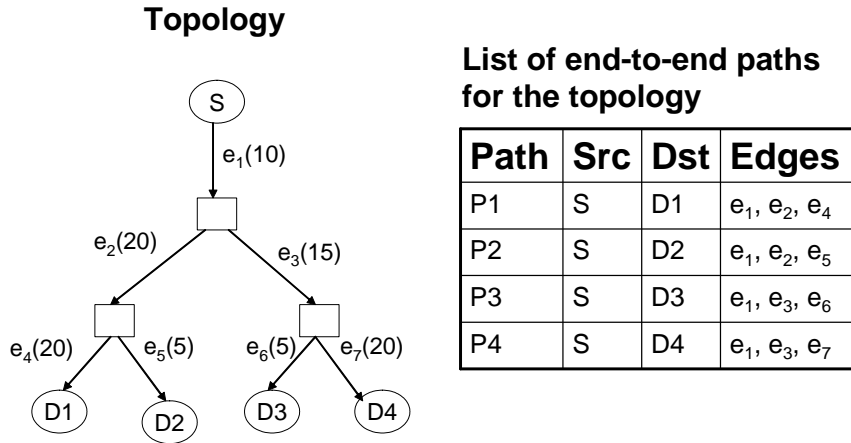 Topology
S
e₁(10)
e₂(20)
e₃(15)
e₄(20)
e₅(5)
e₆(5)
e₇(20)
D1
D2
D3
D4
List of end-to-end paths
for the topology
Path Src Dst Edges
P1 S D1 e₁, e₂, e₄
P2 S D2 e₁, e₂, e₅
P3 S D3 e₁, e₃, e₆
P4 S D4 e₁, e₃, e₇